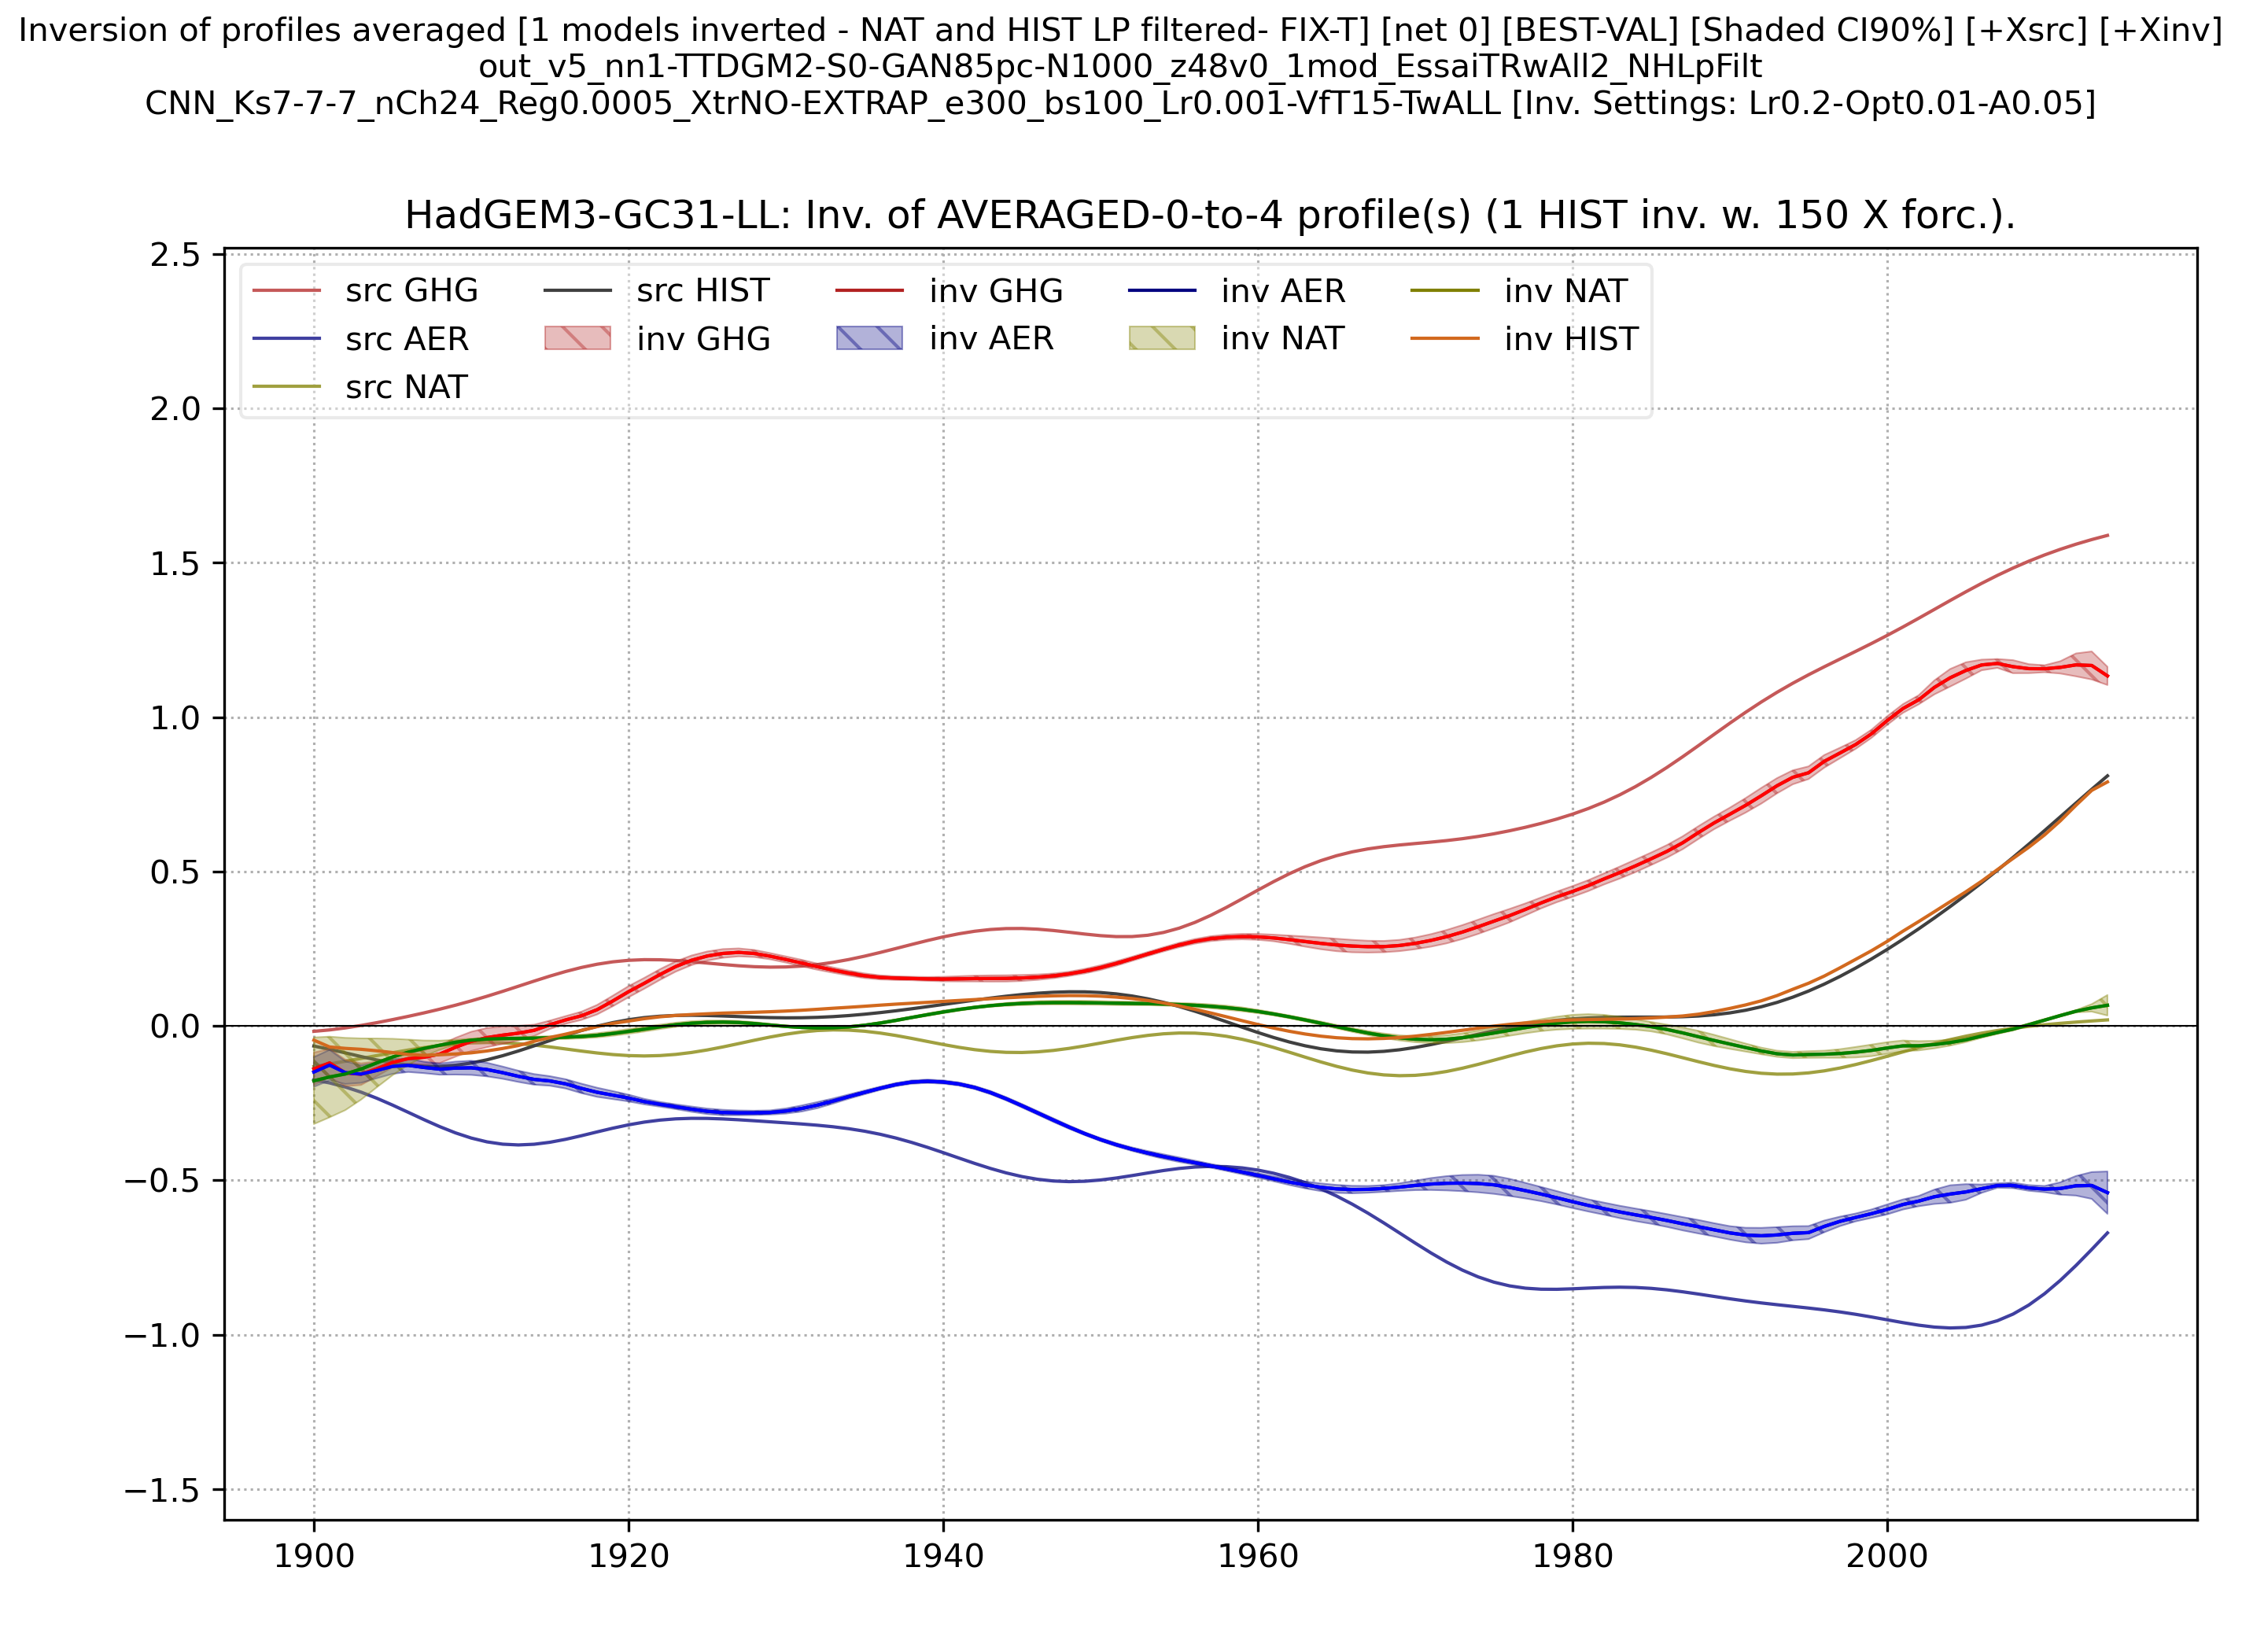 Inversion of profiles averaged [1 models inverted - NAT and HIST LP filtered- FIX-T] [net 0] [BEST-VAL] [Shaded CI90%] [+Xsrc] [+Xinv]
out_v5_nn1-TTDGM2-S0-GAN85pc-N1000_z48v0_1mod_EssaiTRwAll2_NHLpFilt
CNN_Ks7-7-7_nCh24_Reg0.0005_XtrNO-EXTRAP_e300_bs100_Lr0.001-VfT15-TwALL [Inv. Settings: Lr0.2-Opt0.01-A0.05]
HadGEM3-GC31-LL: Inv. of AVERAGED-0-to-4 profile(s) (1 HIST inv. w. 150 X forc.).
src GHG
src AER
src NAT
src HIST
inv GHG
inv GHG
inv AER
inv AER
inv NAT
inv NAT
inv HIST
2.5
2.0
1.5
1.0
0.5
0.0
−0.5
−1.0
−1.5
1900
1920
1940
1960
1980
2000